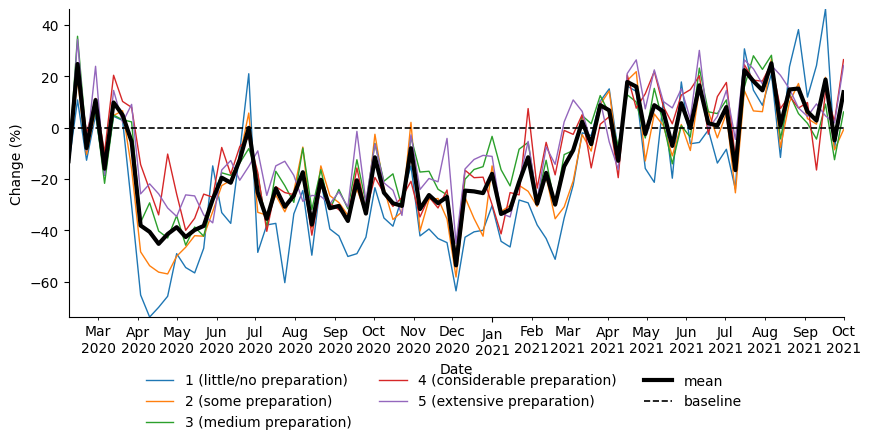 Change (%)
40
20
0
−20
−40
−60
Mar Apr May Jun Jul Aug Sep Oct Nov Dec Jan Feb Mar Apr May Jun Jul Aug Sep Oct
2020 2020 2020 2020 2020 2020 2020 2020 2020 2020 2021 2021 2021 2021 2021 2021 2021 2021 2021 2021
Date
1 (little/no preparation) 4 (considerable preparation) mean
2 (some preparation) 5 (extensive preparation) baseline
3 (medium preparation)